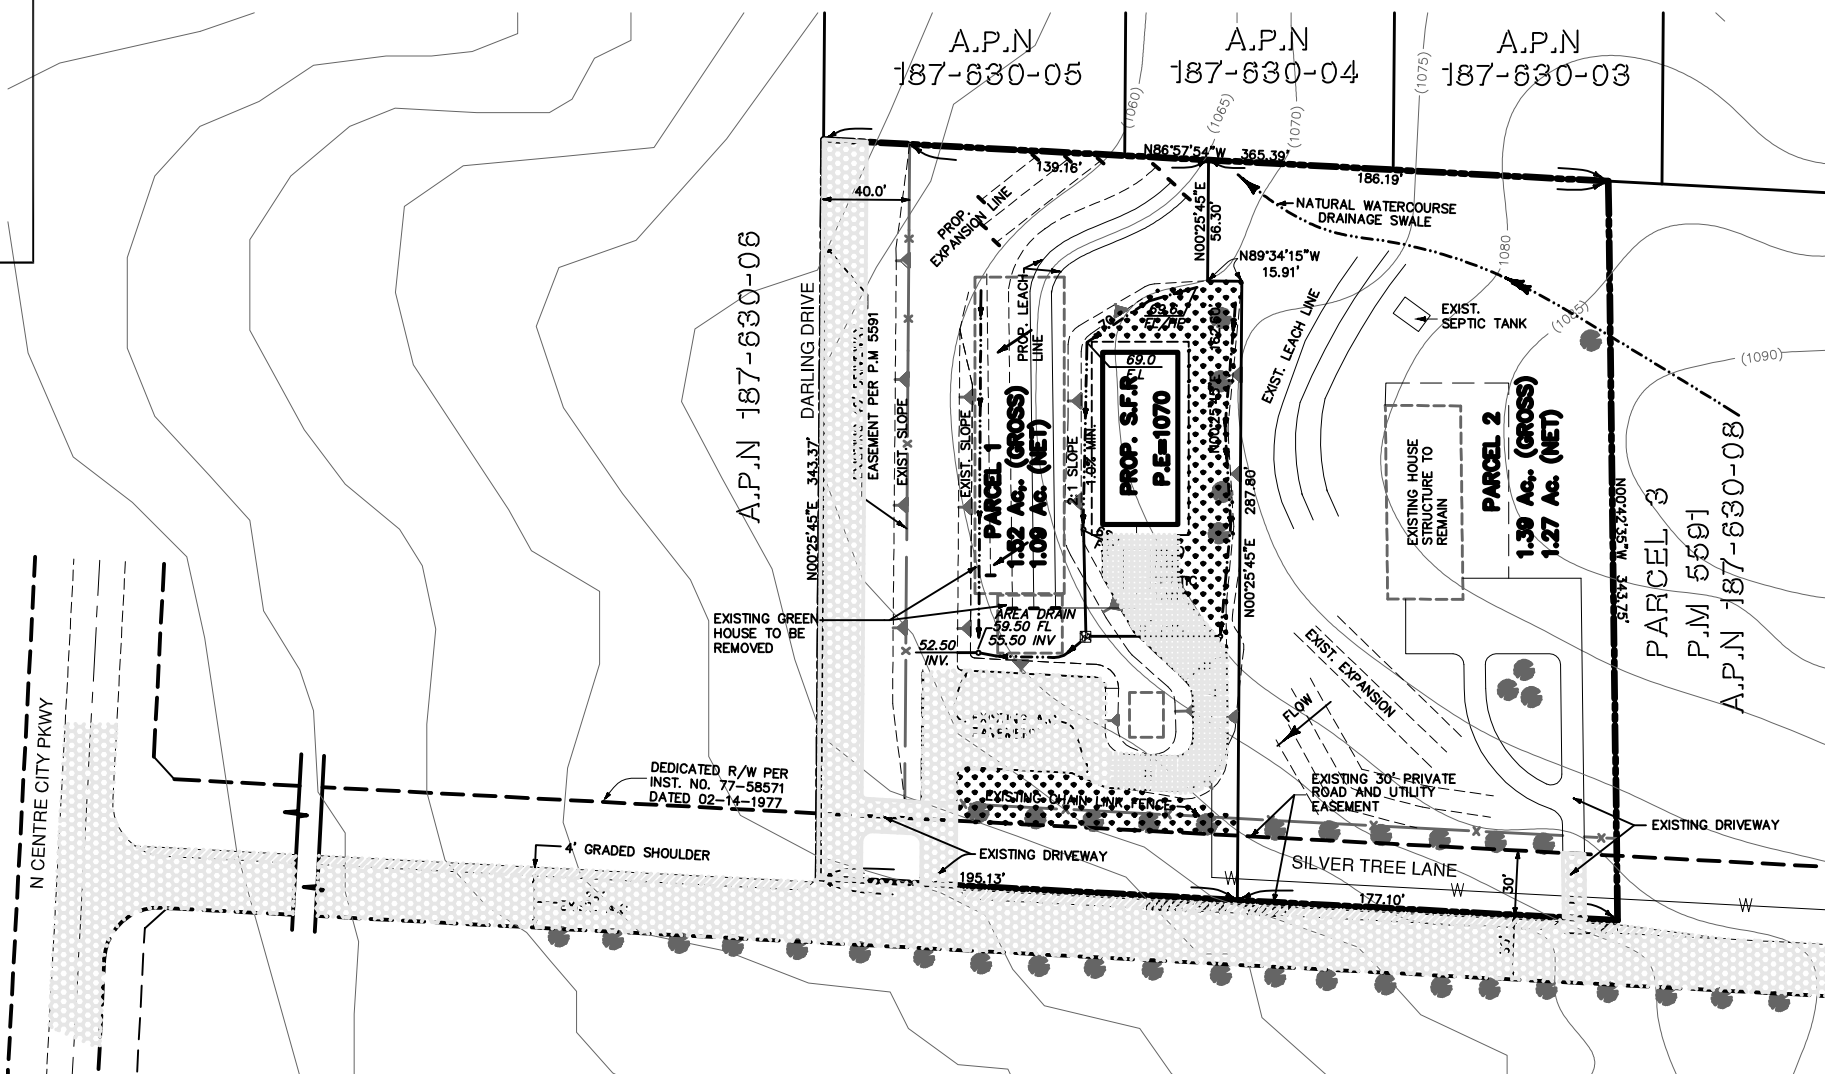 A.P.N
187-630-05
A.P.N
187-630-04
A.P.N
187-630-03
(1060)
(1065)
(1070)
(1075)
N86°57'54"W 365.39'
139.16'
186.19'
40.0'
PROP.
EXPANSION LINE
N00°25'45"E
56.30'
NATURAL WATERCOURSE
DRAINAGE SWALE
1080
N89°34'15"W
15.91'
A.P.N 187-630-06
DARLING DRIVE
N00°25'45"E 343.37'
EASEMENT PER P.M 5591
EXIST. SLOPE
EXIST. SLOPE
PROP. LEACH
LINE
PARCEL 1
1.52 Ac,. (GROSS)
1.09 Ac. (NET)
2:1 SLOPE
1.0% MIN.
69.0
F.L
PROP. S.F.R.
P.E=1070
N00°25'45"E
287.80'
EXIST. LEACH LINE
EXIST.
SEPTIC TANK
(1085)
(1090)
EXISTING HOUSE
STRUCTURE TO
REMAIN
PARCEL 2
1.39 Ac,. (GROSS)
1.27 Ac. (NET)
N00°42'35"W 343.75'
PARCEL 3
P.M 5591
A.P.N 187-630-08
EXISTING GREEN
HOUSE TO BE
REMOVED
AREA DRAIN
59.50 FL
55.50 INV
52.50
INV.
EXIST. EXPANSION
FLOW
N CENTRE CITY PKWY
DEDICATED R/W PER
INST. NO. 77-58571
DATED 02-14-1977
EXISTING CHAIN LINK FENCE
EXISTING 30' PRIVATE
ROAD AND UTILITY
EASEMENT
EXISTING DRIVEWAY
4' GRADED SHOULDER
EXISTING DRIVEWAY
SILVER TREE LANE
195.13'
177.10'
30'
W
W
W